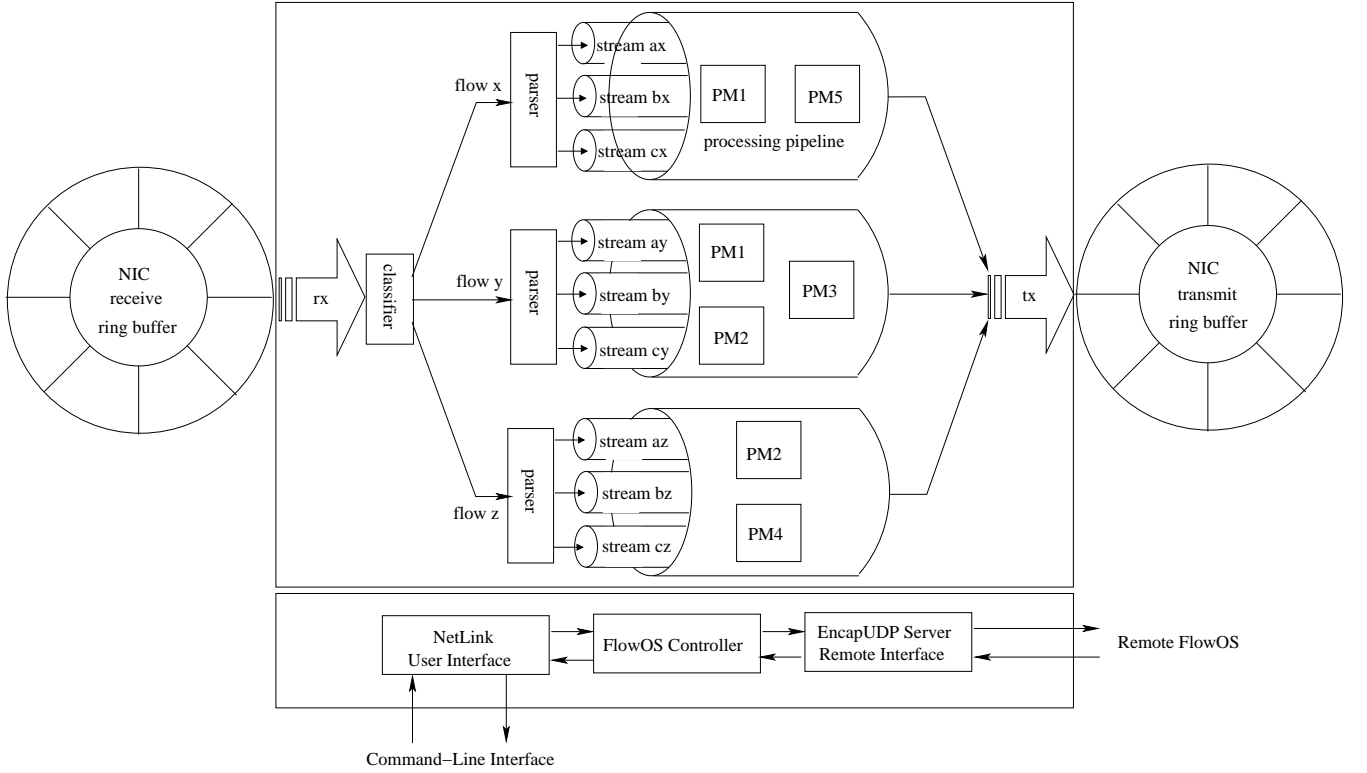 NIC
receive
ring buffer
rx
classifier
flow x
parser
stream ax
stream bx
stream cx
PM1
PM5
processing pipeline
flow y
parser
stream ay
stream by
stream cy
PM1
PM2
PM3
flow z
parser
stream az
stream bz
stream cz
PM2
PM4
tx
NIC
transmit
ring buffer
NetLink
User Interface
FlowOS Controller
EncapUDP Server
Remote Interface
Remote FlowOS
Command−Line Interface